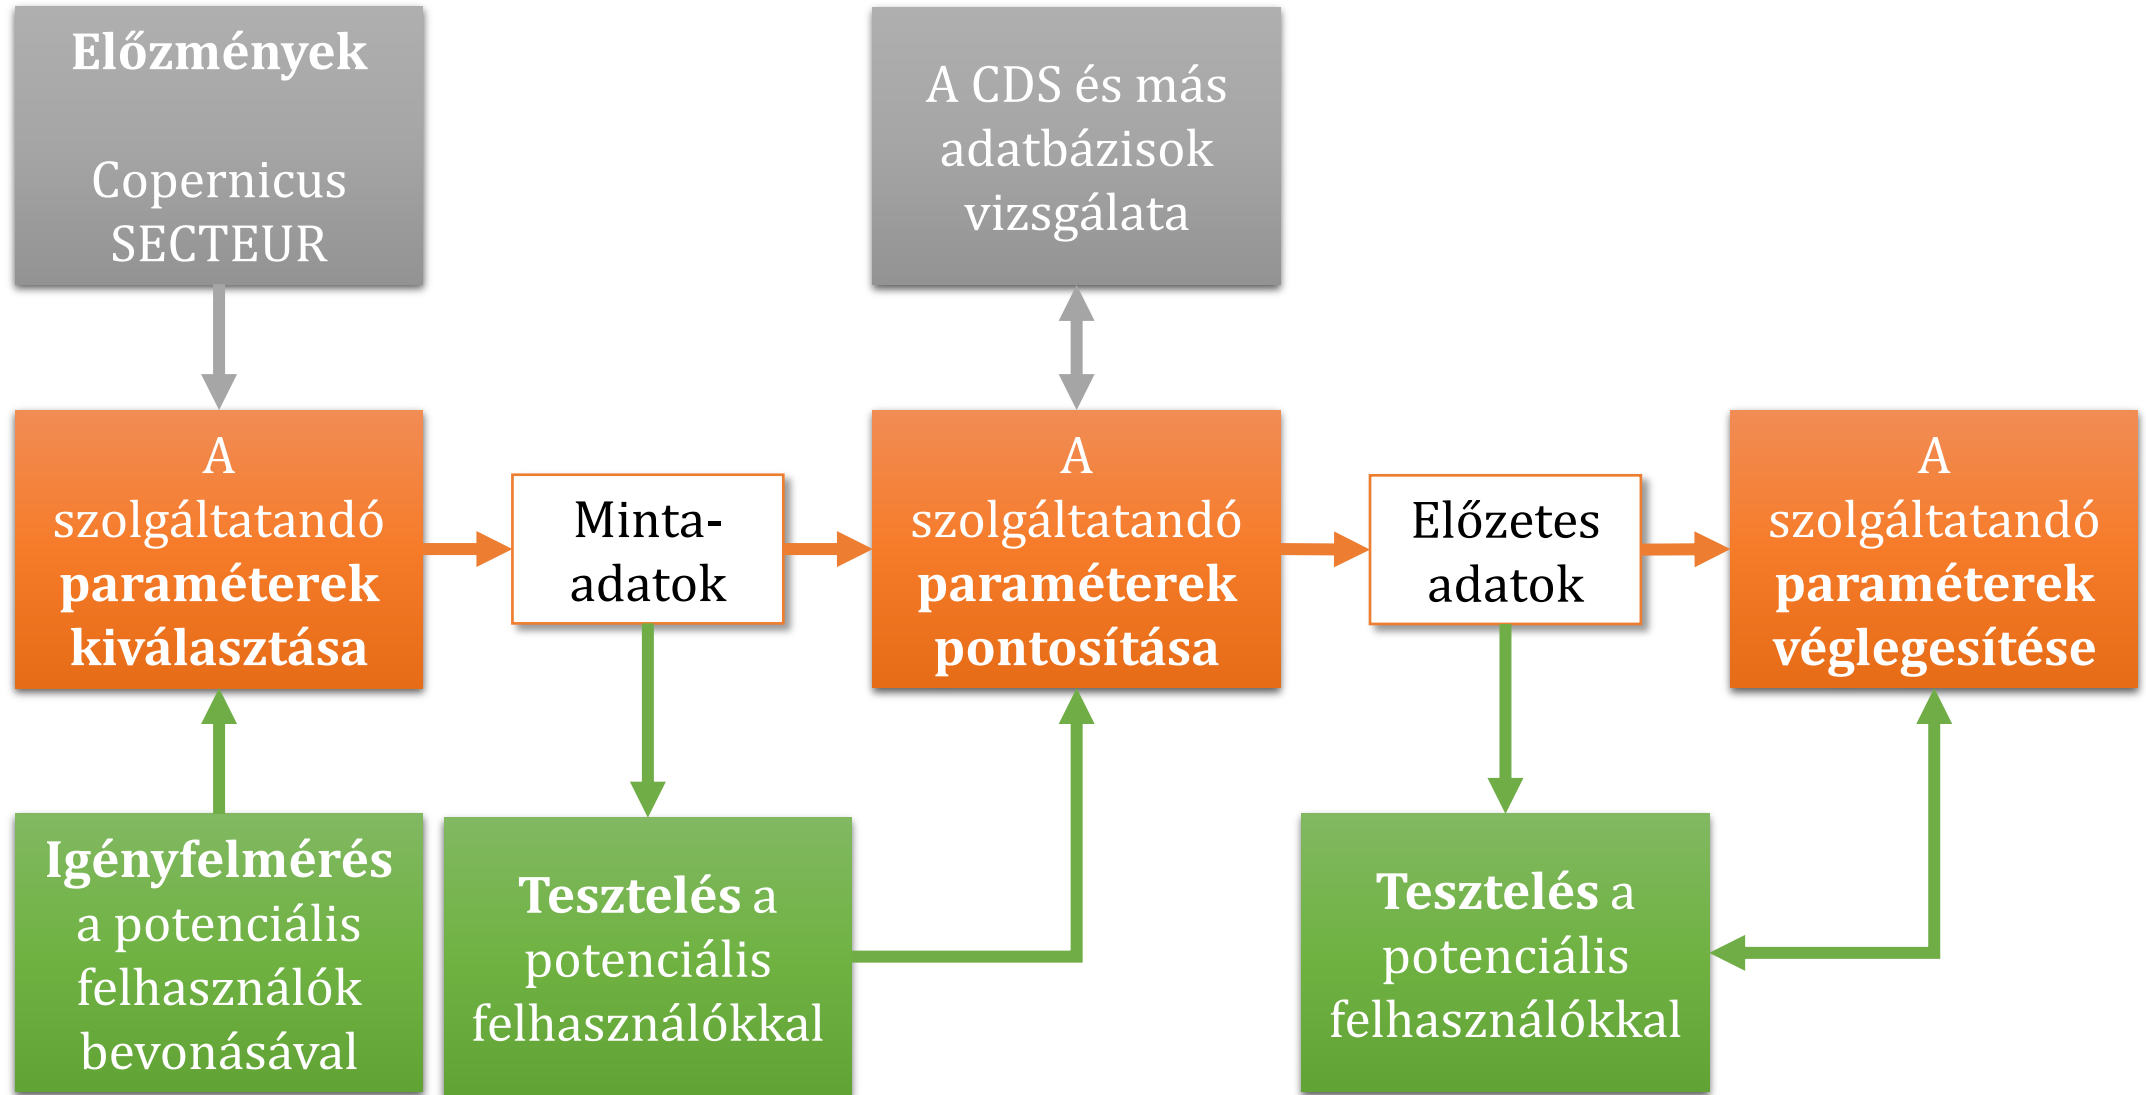 Előzmények
Copernicus
SECTEUR
A CDS és más
adatbázisok
vizsgálata
A
szolgáltatandó
paraméterek
kiválasztása
Minta-
adatok
A
szolgáltatandó
paraméterek
pontosítása
Előzetes
adatok
A
szolgáltatandó
paraméterek
véglegesítése
Igényfelmérés
a potenciális
felhasználók
bevonásával
Tesztelés a
potenciális
felhasználókkal
Tesztelés a
potenciális
felhasználókkal